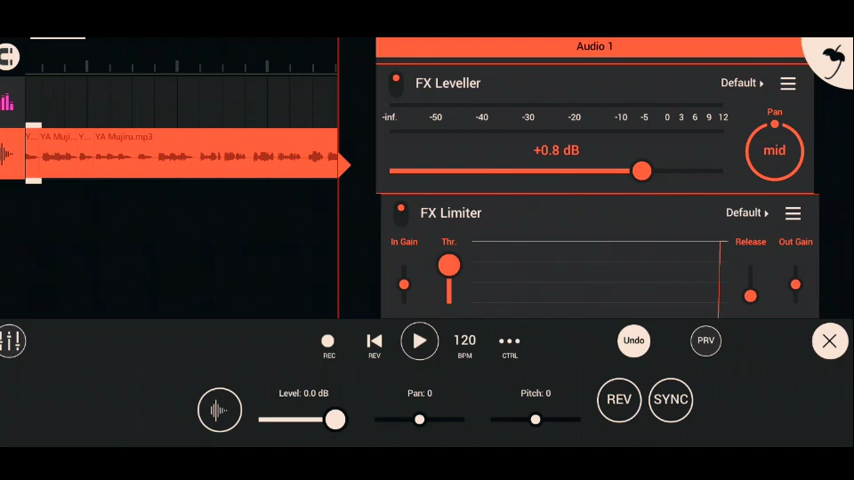 Audio 1
FX Leveller
Default
-inf. -50 -40 -30 -20 -10 -5 0 3 6 9 12
Pan
mid
+0.8 dB
Y... YA Muji... Y... YA Mujiru.mp3
FX Limiter
Default
In Gain Thr. Release Out Gain
REC
REV
120
BPM
CTRL
Undo
PRV
Level: 0.0 dB
Pan: 0
Pitch: 0
REV
SYNC